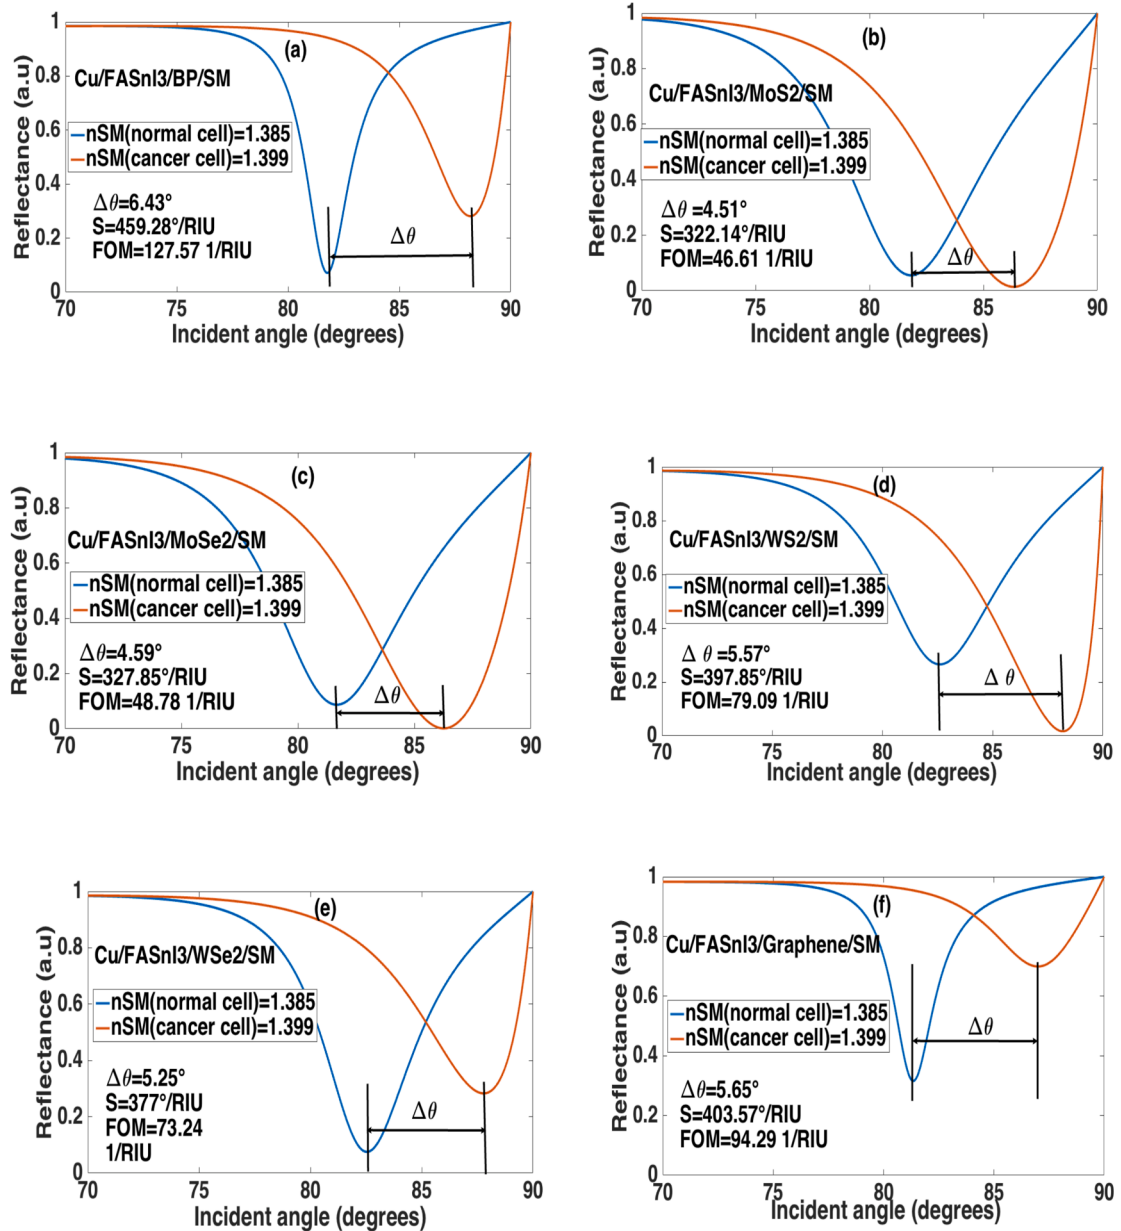 (a)
Cu/FASnI3/BP/SM
nSM(normal cell)=1.385
nSM(cancer cell)=1.399
Δθ=6.43°
S=459.28°/RIU
FOM=127.57 1/RIU
Δθ
Reflectance (a.u)
1
0.8
0.6
0.4
0.2
0
70 75 80 85 90
Incident angle (degrees)
(b)
Cu/FASnI3/MoS2/SM
nSM(normal cell)=1.385
nSM(cancer cell)=1.399
Δθ =4.51°
S=322.14°/RIU
FOM=46.61 1/RIU
Δθ
Reflectance (a.u)
1
0.8
0.6
0.4
0.2
0
70 75 80 85 90
Incident angle (degrees)
(c)
Cu/FASnI3/MoSe2/SM
nSM(normal cell)=1.385
nSM(cancer cell)=1.399
Δθ=4.59°
S=327.85°/RIU
FOM=48.78 1/RIU
Δθ
Reflectance (a.u)
1
0.8
0.6
0.4
0.2
0
70 75 80 85 90
Incident angle (degrees)
(d)
Cu/FASnI3/WS2/SM
nSM(normal cell)=1.385
nSM(cancer cell)=1.399
Δ θ =5.57°
S=397.85°/RIU
FOM=79.09 1/RIU
Δ θ
Reflectance (a.u)
1
0.8
0.6
0.4
0.2
0
70 75 80 85 90
Incident angle (degrees)
(e)
Cu/FASnI3/WSe2/SM
nSM(normal cell)=1.385
nSM(cancer cell)=1.399
Δθ=5.25°
S=377°/RIU
FOM=73.24
1/RIU
Δθ
Reflectance (a.u)
1
0.8
0.6
0.4
0.2
0
70 75 80 85 90
Incident angle (degrees)
(f)
Cu/FASnI3/Graphene/SM
nSM(normal cell)=1.385
nSM(cancer cell)=1.399
Δθ
Δθ=5.65°
S=403.57°/RIU
FOM=94.29 1/RIU
Reflectance (a.u)
1
0.8
0.6
0.4
0.2
0
70 75 80 85 90
Incident angle (degrees)